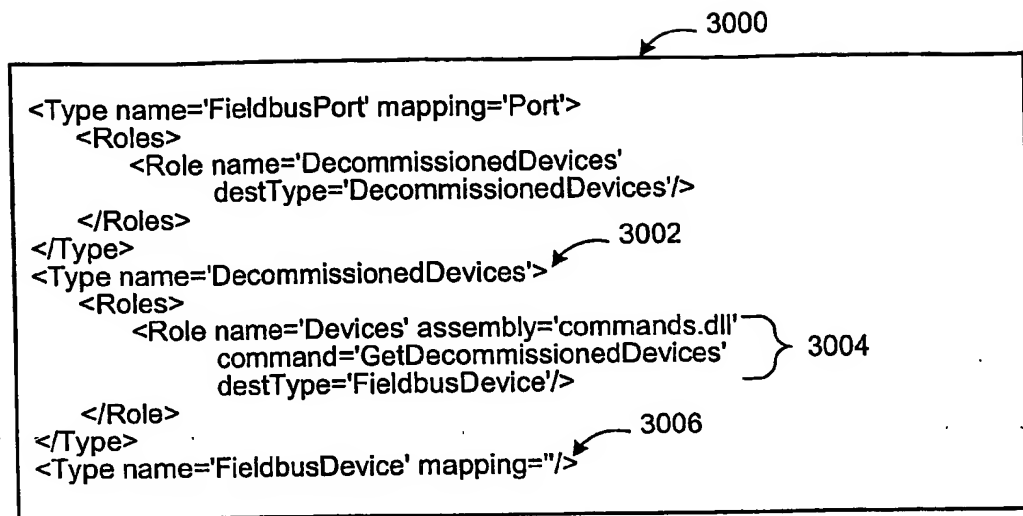 3000
<Type name='FieldbusPort' mapping='Port'>
<Roles>
<Role name='DecommissionedDevices'
destType='DecommissionedDevices'/>
</Roles>
</Type>
3002
<Type name='DecommissionedDevices'>
<Roles>
<Role name='Devices' assembly='commands.dll'
command='GetDecommissionedDevices'
destType='FieldbusDevice'/>
3004
</Role>
</Type>
3006
<Type name='FieldbusDevice' mapping=''/>